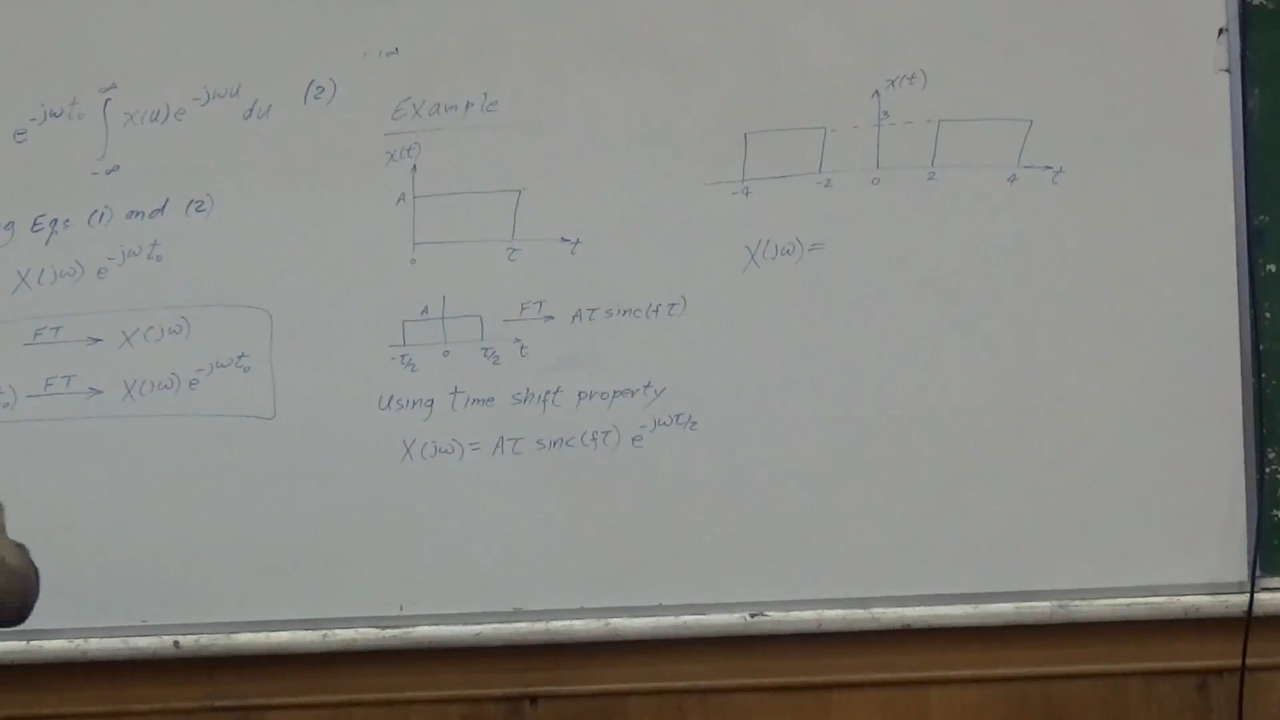 e^{-jωt₀} ∫_{-∞}^{∞} x(u) e^{-jωu} du (2)
Eqs (1) and (2)
X(jω) e^{-jωt₀}
FT → X(jω)
FT → X(jω) e^{-jωt₀}
Example
x(t)
A
0 τ t
A FT → Aτ sinc(fτ)
-τ/2 0 τ/2 t
Using time shift property
X(jω) = Aτ sinc(fτ) e^{-jωτ/2}
x(t)
3
-4 -2 0 2 4 t
X(jω) =